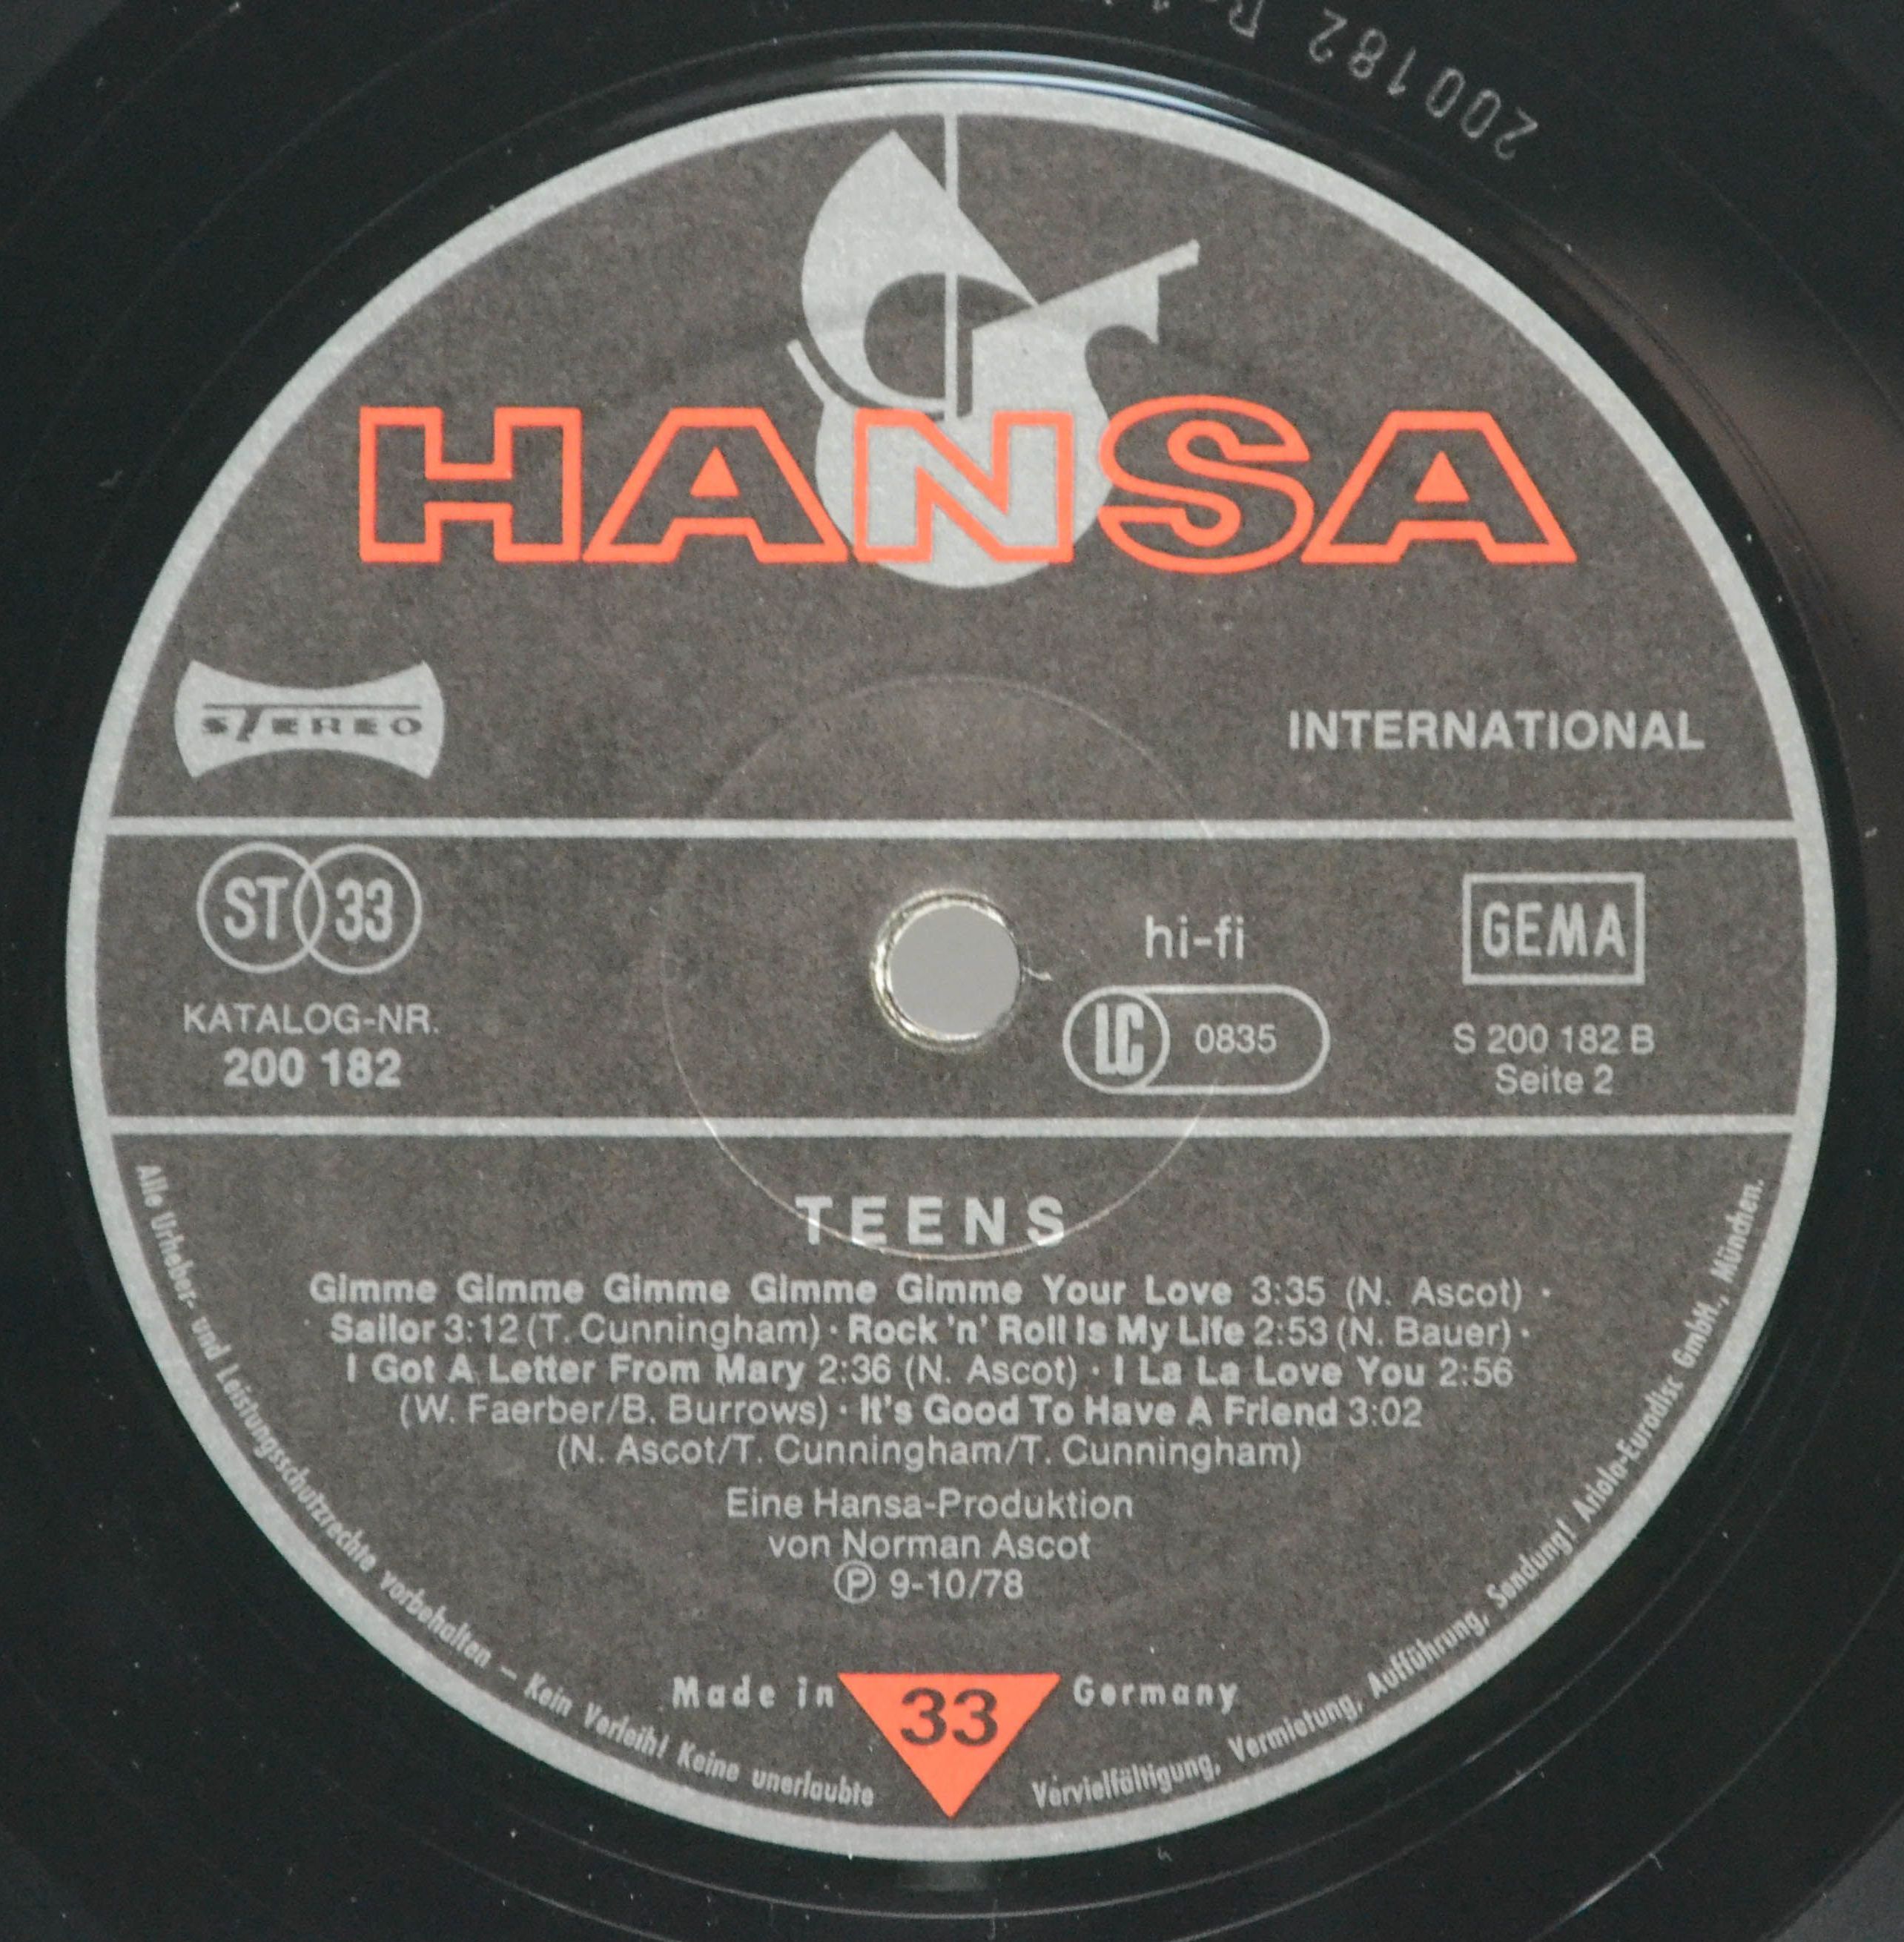 200182
HANSA
STEREO
INTERNATIONAL
ST 33
hi-fi
GEMA
KATALOG-NR.
200 182
LC 0835
S 200 182 B
Seite 2
TEENS
Gimme Gimme Gimme Gimme Gimme Your Love 3:35 (N. Ascot) ·
Sailor 3:12 (T. Cunningham) · Rock 'n' Roll Is My Life 2:53 (N. Bauer) ·
I Got A Letter From Mary 2:36 (N. Ascot) · I La La Love You 2:56
(W. Faerber/B. Burrows) · It's Good To Have A Friend 3:02
(N. Ascot/T. Cunningham/T. Cunningham)
Eine Hansa-Produktion
von Norman Ascot
℗ 9-10/78
Made in 33 Germany
Alle Urheber- und Leistungsschutzrechte vorbehalten – Kein Verleih! Keine unerlaubte Vervielfältigung, Vermietung, Aufführung, Sendung! Ariola-Eurodisc GmbH., München.